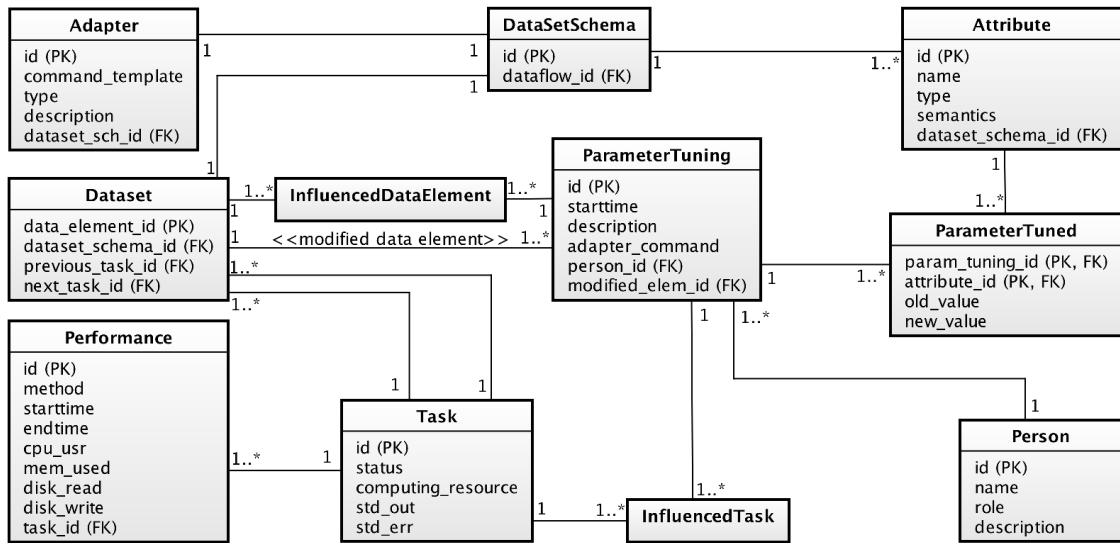 Adapter
id (PK)
command_template
type
description
dataset_sch_id (FK)
1
1
DataSetSchema
id (PK)
dataflow_id (FK)
1
1..*
Attribute
id (PK)
name
type
semantics
dataset_schema_id (FK)
1
1
1
1..*
Dataset
data_element_id (PK)
dataset_schema_id (FK)
previous_task_id (FK)
next_task_id (FK)
1..*
1
InfluencedDataElement
1..*
1
1
<<modified data element>>
1..*
ParameterTuning
id (PK)
starttime
description
adapter_command
person_id (FK)
modified_elem_id (FK)
1
1..*
ParameterTuned
param_tuning_id (PK, FK)
attribute_id (PK, FK)
old_value
new_value
1..*
1..*
1
1
1
1..*
1
Performance
id (PK)
method
starttime
endtime
cpu_usr
mem_used
disk_read
disk_write
task_id (FK)
1..*
1
Task
id (PK)
status
computing_resource
std_out
std_err
1
1..*
1..*
InfluencedTask
Person
id (PK)
name
role
description